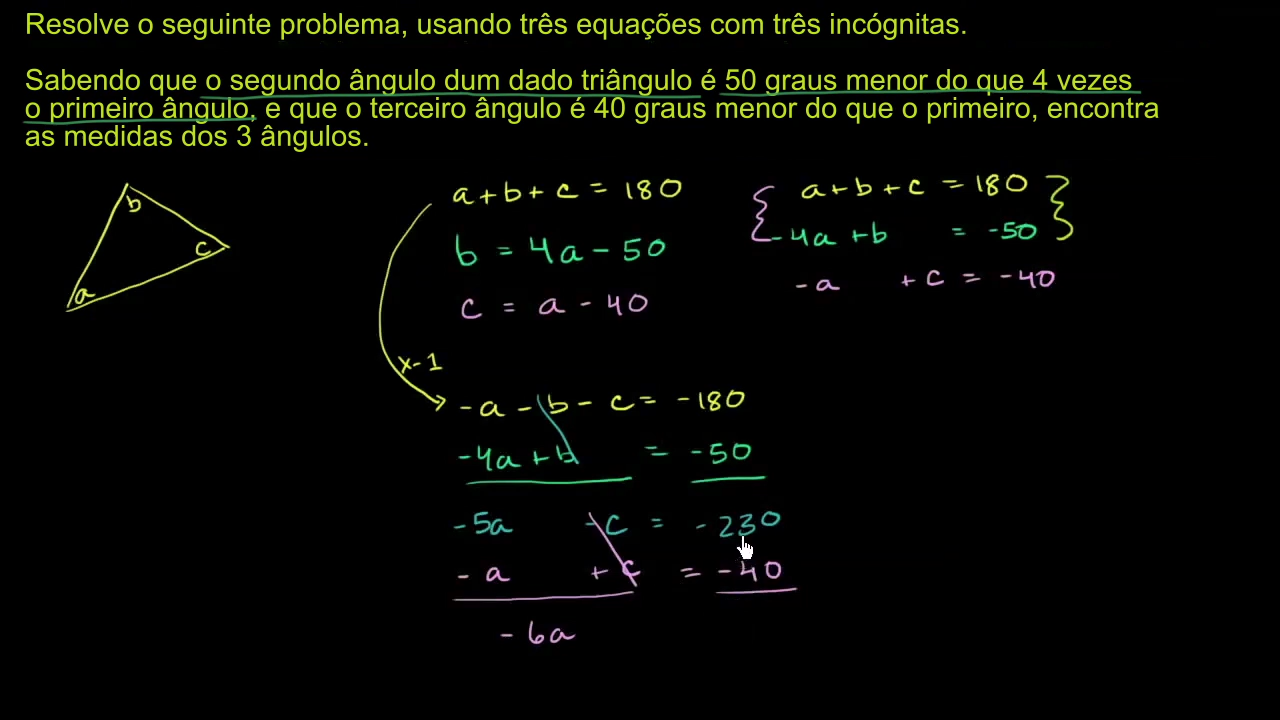 Resolve o seguinte problema, usando três equações com três incógnitas.
Sabendo que o segundo ângulo dum dado triângulo é 50 graus menor do que 4 vezes
o primeiro ângulo, e que o terceiro ângulo é 40 graus menor do que o primeiro, encontra
as medidas dos 3 ângulos.
b
c
a
a + b + c = 180
b = 4a - 50
c = a - 40
a + b + c = 180
-4a + b = -50
-a + c = -40
x-1
-a - b - c = -180
-4a + b = -50
-5a - c = -230
-a + c = -40
-6a